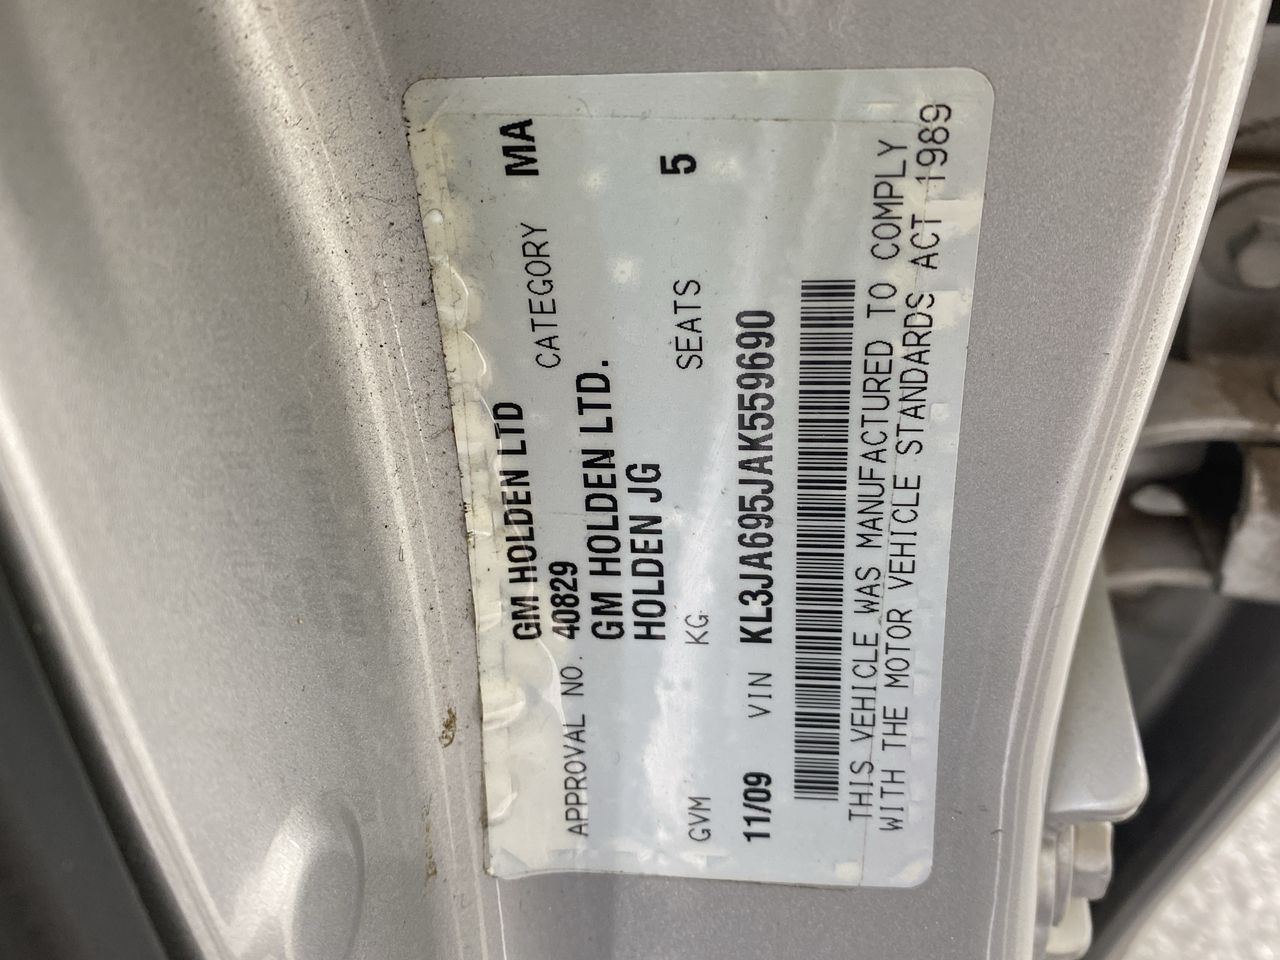 GM HOLDEN LTD
APPROVAL NO. 40829 CATEGORY MA
GM HOLDEN LTD.
HOLDEN JG
GVM KG SEATS 5
11/09 VIN KL3JA695JAK559690
THIS VEHICLE WAS MANUFACTURED TO COMPLY
WITH THE MOTOR VEHICLE STANDARDS ACT 1989